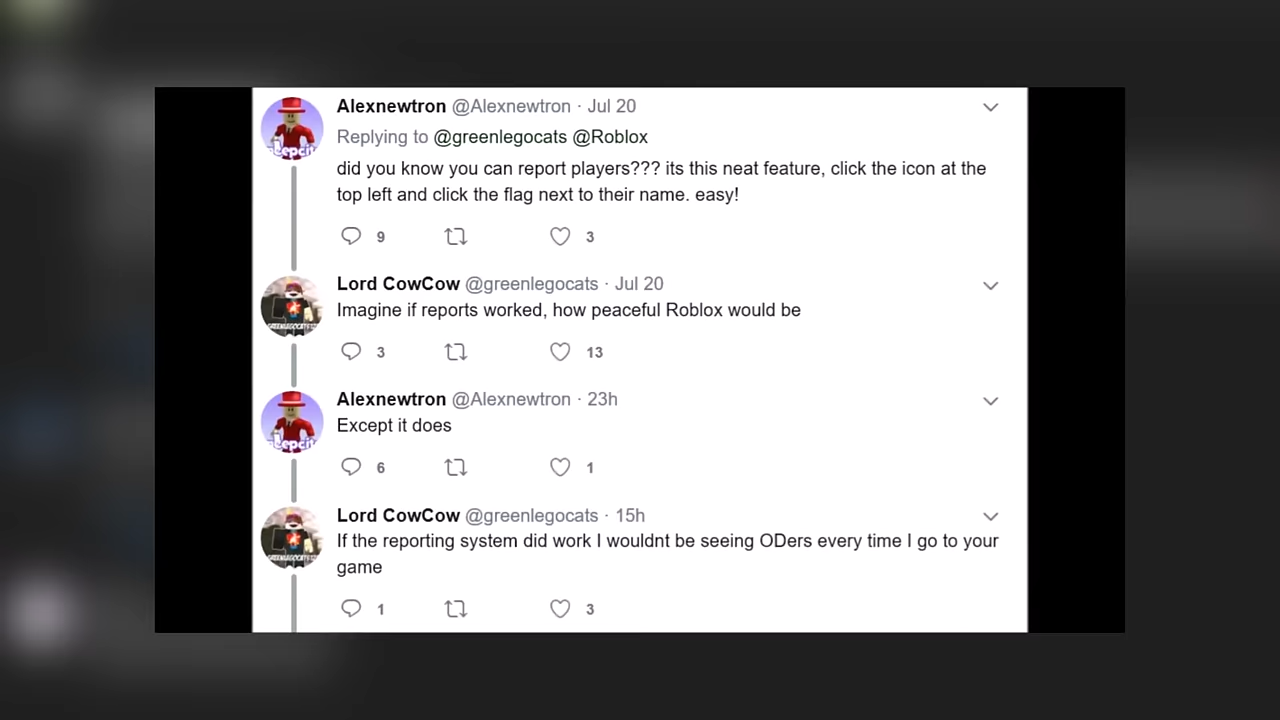 Alexnewtron @Alexnewtron · Jul 20
Replying to @greenlegocats @Roblox
did you know you can report players??? its this neat feature, click the icon at the
top left and click the flag next to their name. easy!
9 3
Lord CowCow @greenlegocats · Jul 20
Imagine if reports worked, how peaceful Roblox would be
3 13
Alexnewtron @Alexnewtron · 23h
Except it does
6 1
Lord CowCow @greenlegocats · 15h
If the reporting system did work I wouldnt be seeing ODers every time I go to your
game
1 3